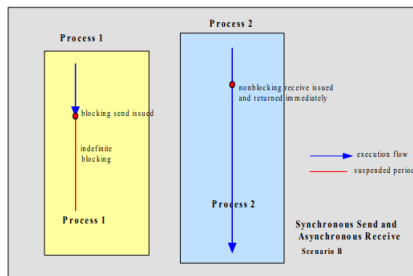 Process 2
Process 1
nonblocking receive issued
and returned immediately
blocking send issued
indefinite
blocking
execution flow
suspended period
Process 2
Process 1
Synchronous Send and
Asynchronous Receive
Scenario B